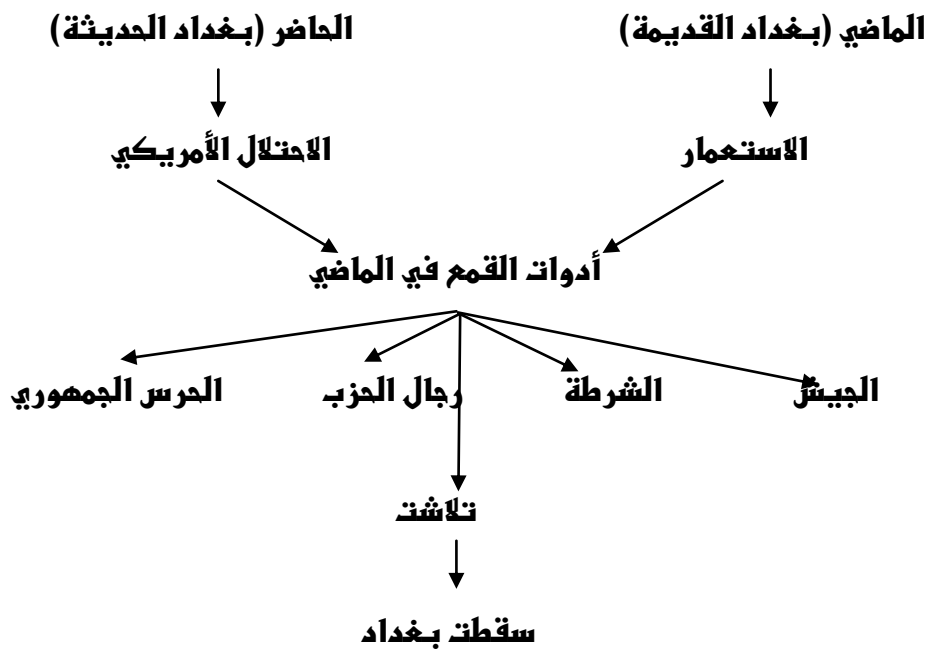 الماضي (بغداد القديمة) الحاضر (بغداد الحديثة)
الاستعمار الاحتلال الأمريكي
أدوات القمع في الماضي
الجيش الشرطة رجال الحزب الحرس الجمهوري
تلاشت
سقطت بغداد